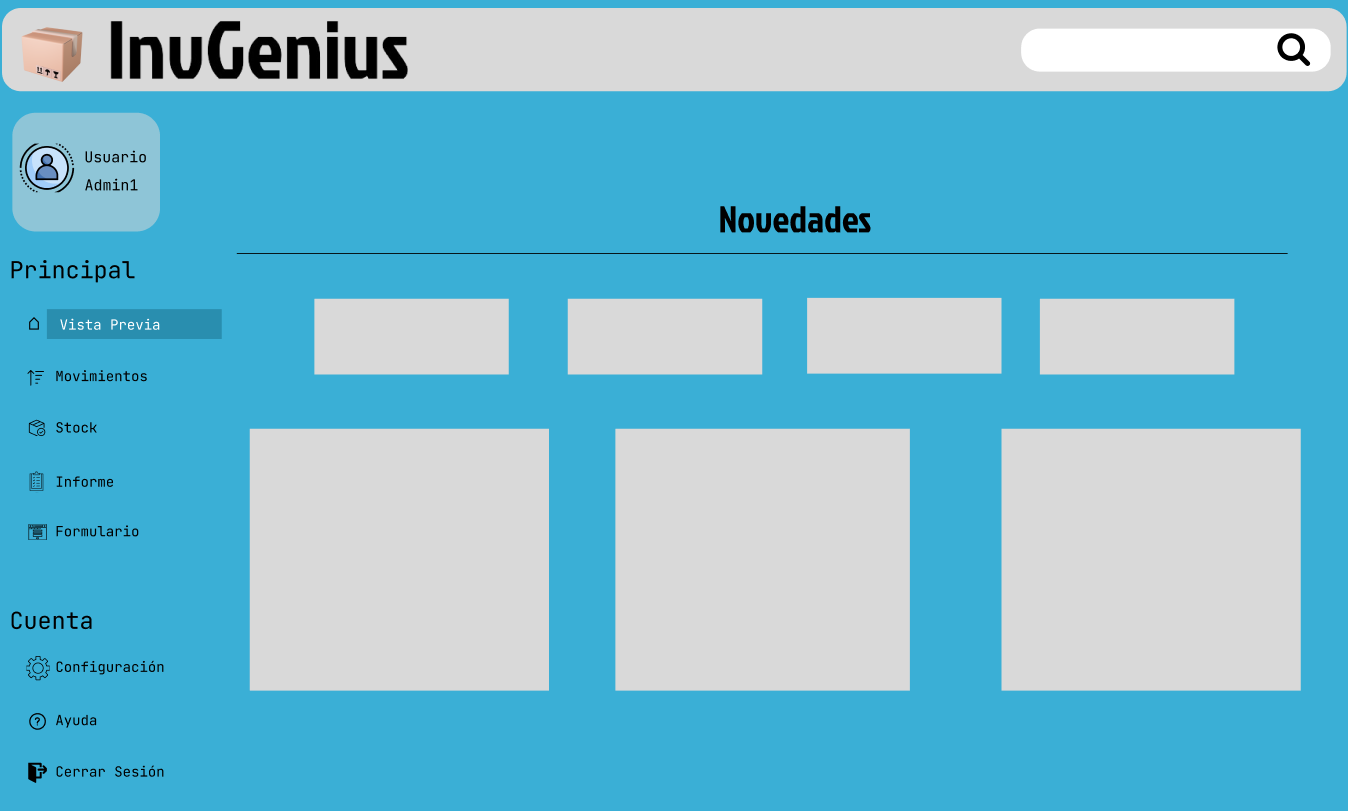 InvGenius
Usuario
Admin1
Novedades
Principal
Vista Previa
Movimientos
Stock
Informe
Formulario
Cuenta
Configuración
Ayuda
Cerrar Sesión